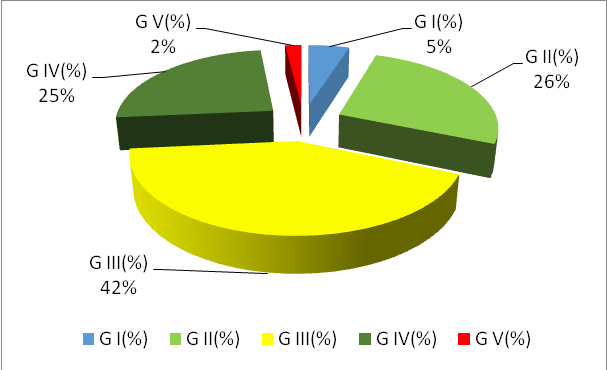 G V(%)
2%
G I(%)
5%
G IV(%)
25%
G II(%)
26%
G III(%)
42%
G I(%) G II(%) G III(%) G IV(%) G V(%)